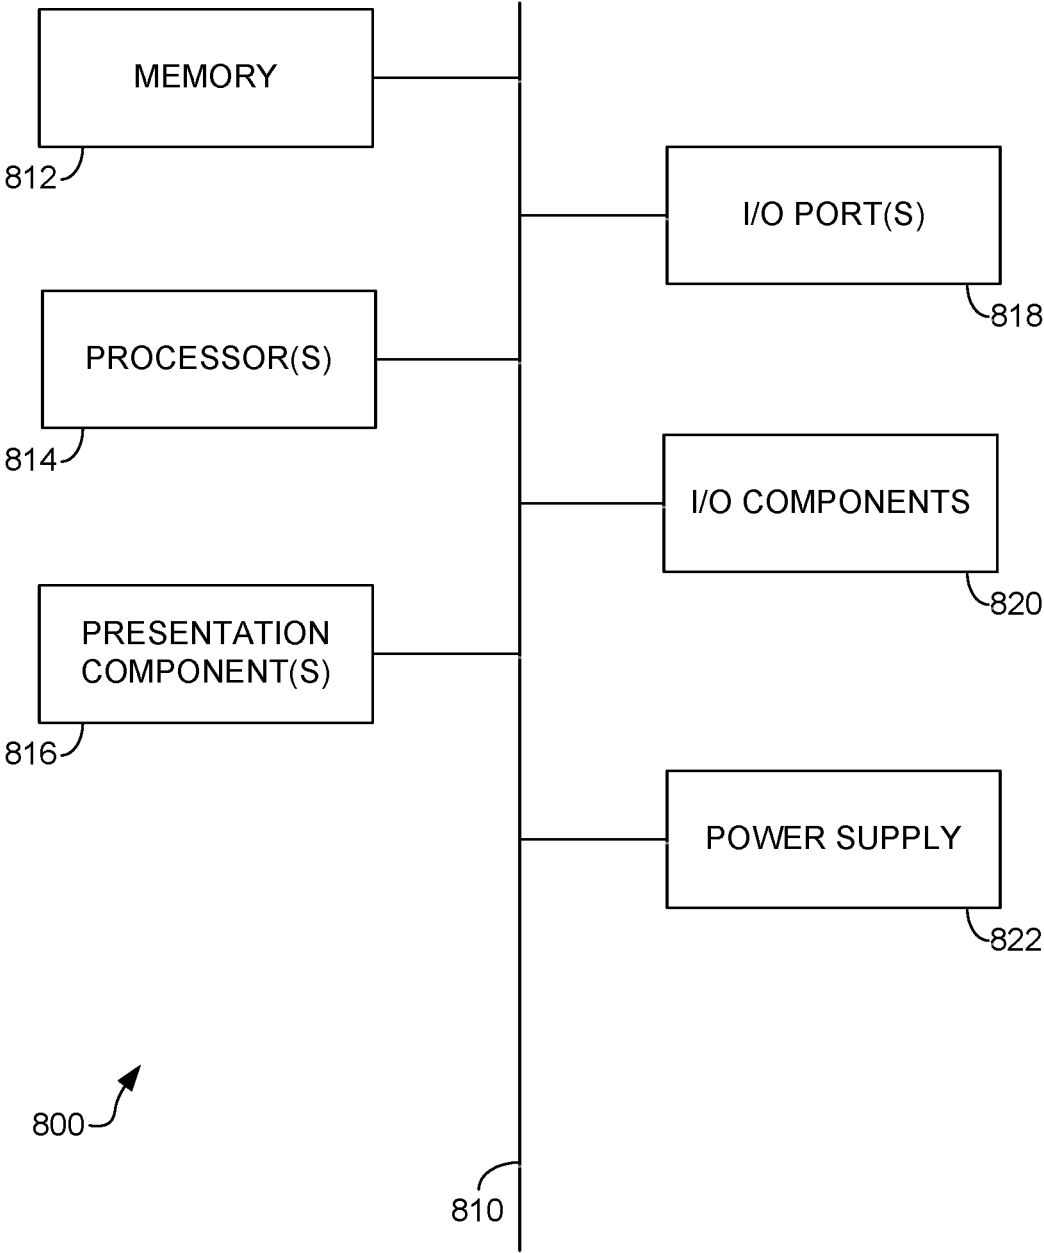 MEMORY
812
I/O PORT(S)
818
PROCESSOR(S)
814
I/O COMPONENTS
820
PRESENTATION
COMPONENT(S)
816
POWER SUPPLY
822
800
810